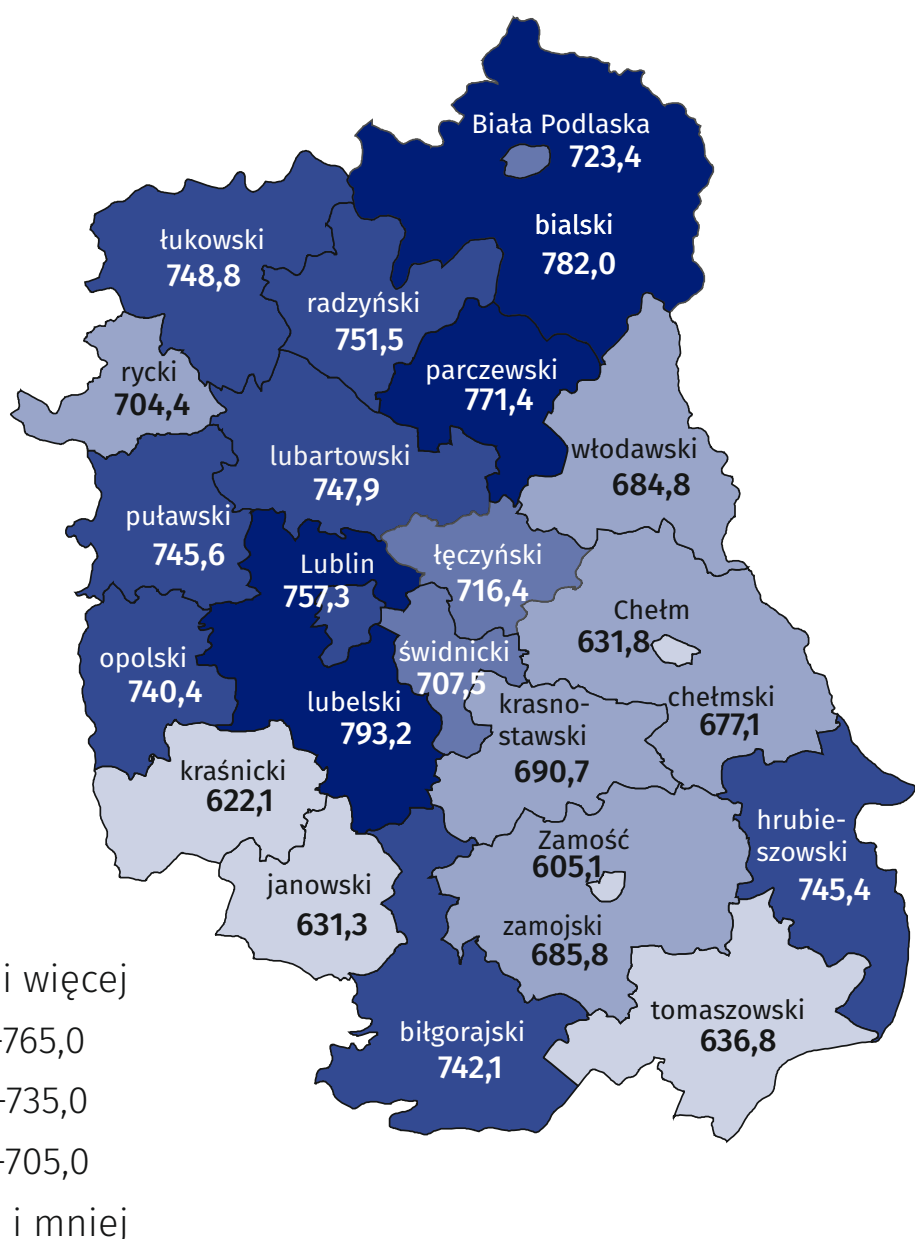 Biała Podlaska
723,4
bialski
782,0
łukowski
748,8
radzyński
751,5
parczewski
771,4
rycki
704,4
lubartowski
747,9
włodawski
684,8
puławski
745,6
Lublin
757,3
łęczyński
716,4
Chełm
631,8
opolski
740,4
świdnicki
707,5
lubelski
793,2
krasno-
stawski
690,7
chełmski
677,1
kraśnicki
622,1
hrubie-
szowski
745,4
Zamość
605,1
janowski
631,3
zamojski
685,8
tomaszowski
636,8
biłgorajski
742,1
i więcej
–765,0
–735,0
–705,0
i mniej